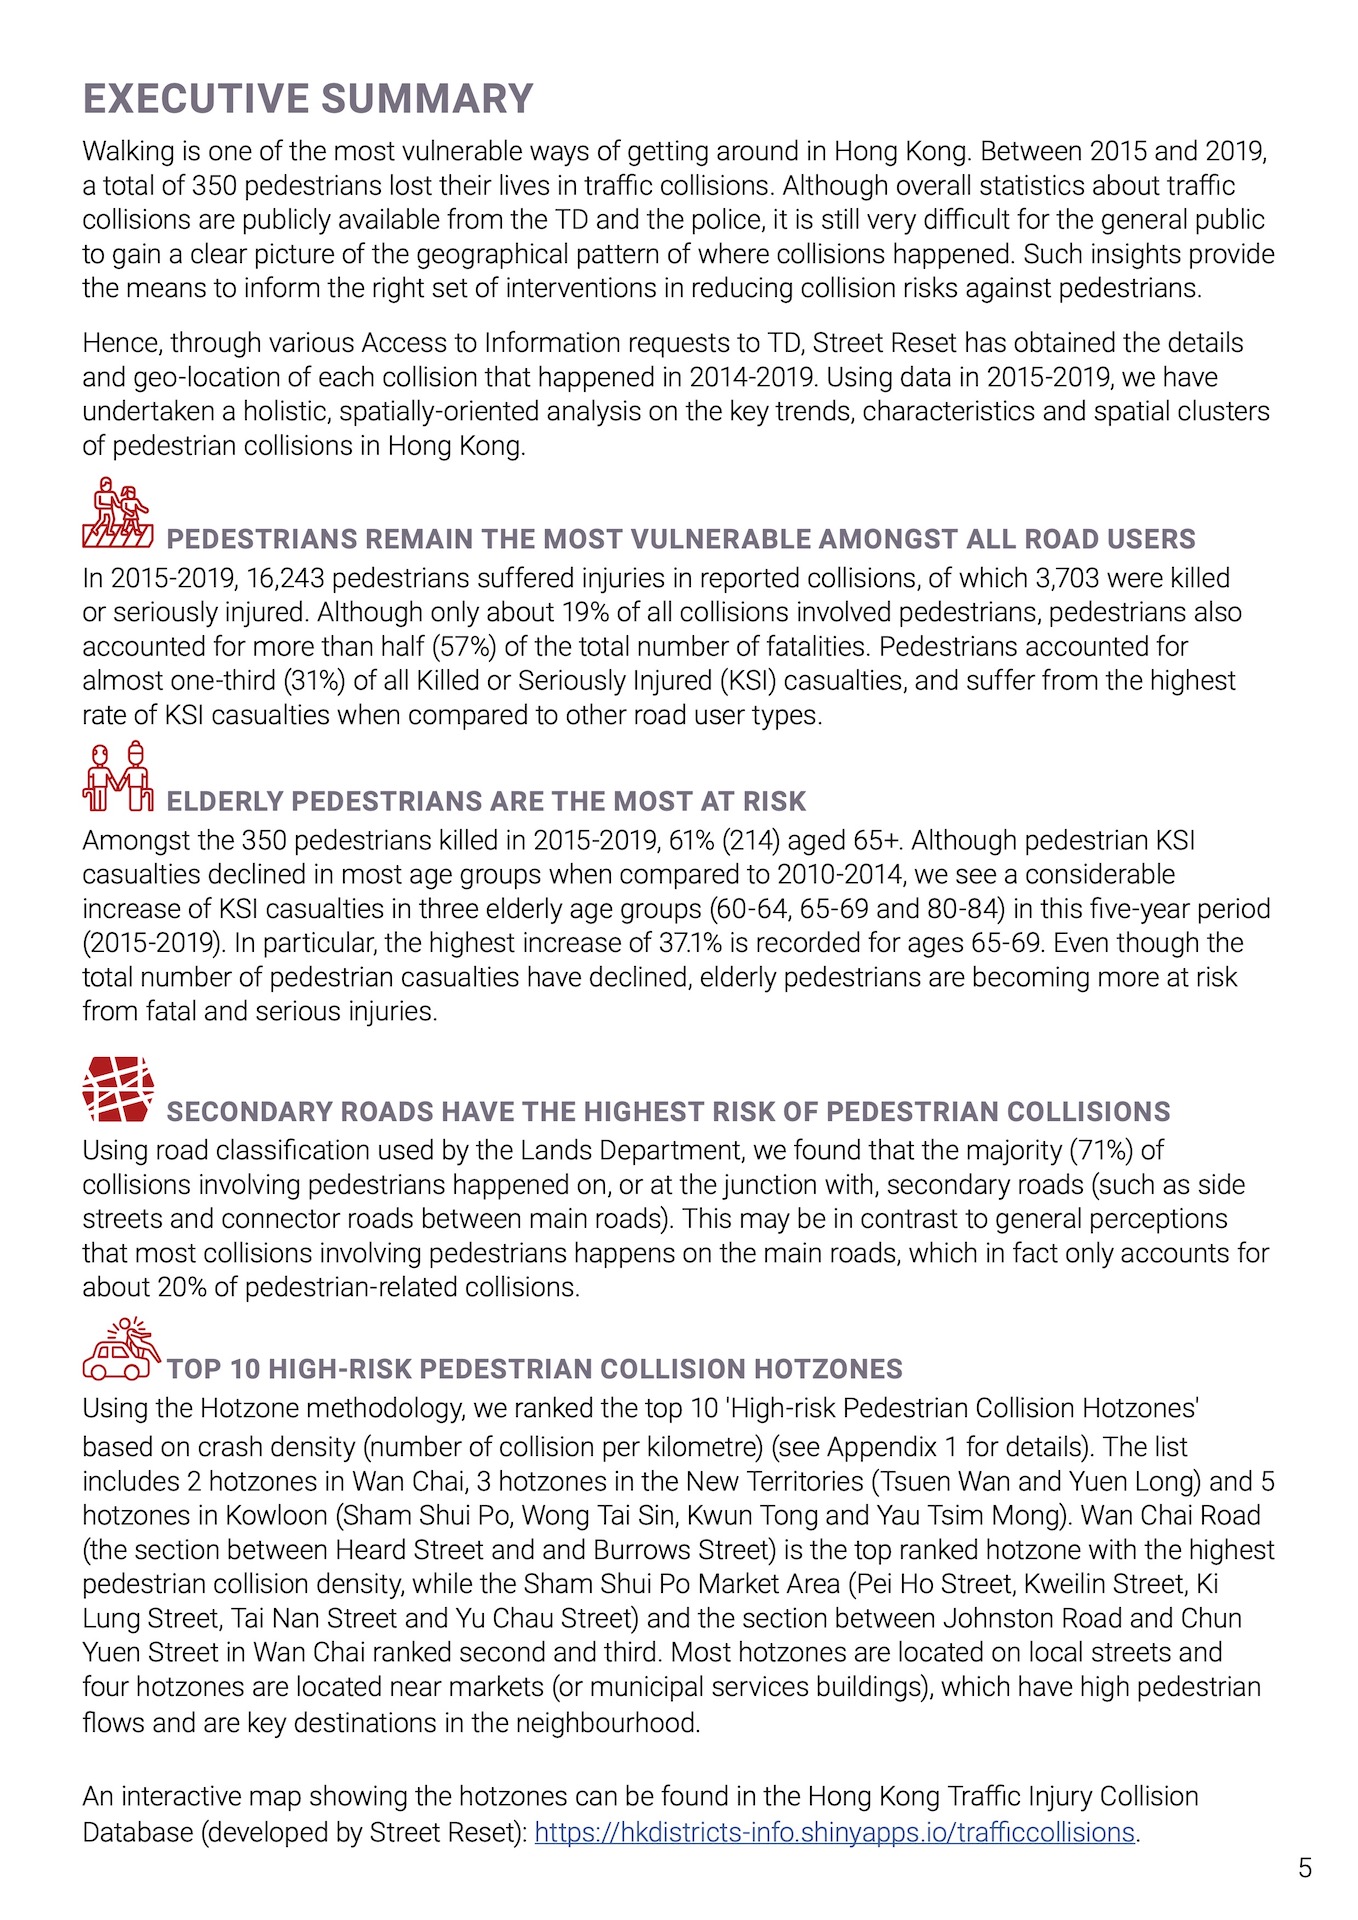 EXECUTIVE SUMMARY
Walking is one of the most vulnerable ways of getting around in Hong Kong. Between 2015 and 2019,
a total of 350 pedestrians lost their lives in traffic collisions. Although overall statistics about traffic
collisions are publicly available from the TD and the police, it is still very difficult for the general public
to gain a clear picture of the geographical pattern of where collisions happened. Such insights provide
the means to inform the right set of interventions in reducing collision risks against pedestrians.
Hence, through various Access to Information requests to TD, Street Reset has obtained the details
and geo-location of each collision that happened in 2014-2019. Using data in 2015-2019, we have
undertaken a holistic, spatially-oriented analysis on the key trends, characteristics and spatial clusters
of pedestrian collisions in Hong Kong.
PEDESTRIANS REMAIN THE MOST VULNERABLE AMONGST ALL ROAD USERS
In 2015-2019, 16,243 pedestrians suffered injuries in reported collisions, of which 3,703 were killed
or seriously injured. Although only about 19% of all collisions involved pedestrians, pedestrians also
accounted for more than half (57%) of the total number of fatalities. Pedestrians accounted for
almost one-third (31%) of all Killed or Seriously Injured (KSI) casualties, and suffer from the highest
rate of KSI casualties when compared to other road user types.
ELDERLY PEDESTRIANS ARE THE MOST AT RISK
Amongst the 350 pedestrians killed in 2015-2019, 61% (214) aged 65+. Although pedestrian KSI
casualties declined in most age groups when compared to 2010-2014, we see a considerable
increase of KSI casualties in three elderly age groups (60-64, 65-69 and 80-84) in this five-year period
(2015-2019). In particular, the highest increase of 37.1% is recorded for ages 65-69. Even though the
total number of pedestrian casualties have declined, elderly pedestrians are becoming more at risk
from fatal and serious injuries.
SECONDARY ROADS HAVE THE HIGHEST RISK OF PEDESTRIAN COLLISIONS
Using road classification used by the Lands Department, we found that the majority (71%) of
collisions involving pedestrians happened on, or at the junction with, secondary roads (such as side
streets and connector roads between main roads). This may be in contrast to general perceptions
that most collisions involving pedestrians happens on the main roads, which in fact only accounts for
about 20% of pedestrian-related collisions.
TOP 10 HIGH-RISK PEDESTRIAN COLLISION HOTZONES
Using the Hotzone methodology, we ranked the top 10 'High-risk Pedestrian Collision Hotzones'
based on crash density (number of collision per kilometre) (see Appendix 1 for details). The list
includes 2 hotzones in Wan Chai, 3 hotzones in the New Territories (Tsuen Wan and Yuen Long) and 5
hotzones in Kowloon (Sham Shui Po, Wong Tai Sin, Kwun Tong and Yau Tsim Mong). Wan Chai Road
(the section between Heard Street and and Burrows Street) is the top ranked hotzone with the highest
pedestrian collision density, while the Sham Shui Po Market Area (Pei Ho Street, Kweilin Street, Ki
Lung Street, Tai Nan Street and Yu Chau Street) and the section between Johnston Road and Chun
Yuen Street in Wan Chai ranked second and third. Most hotzones are located on local streets and
four hotzones are located near markets (or municipal services buildings), which have high pedestrian
flows and are key destinations in the neighbourhood.
An interactive map showing the hotzones can be found in the Hong Kong Traffic Injury Collision
Database (developed by Street Reset): https://hkdistricts-info.shinyapps.io/trafficcollisions.
5